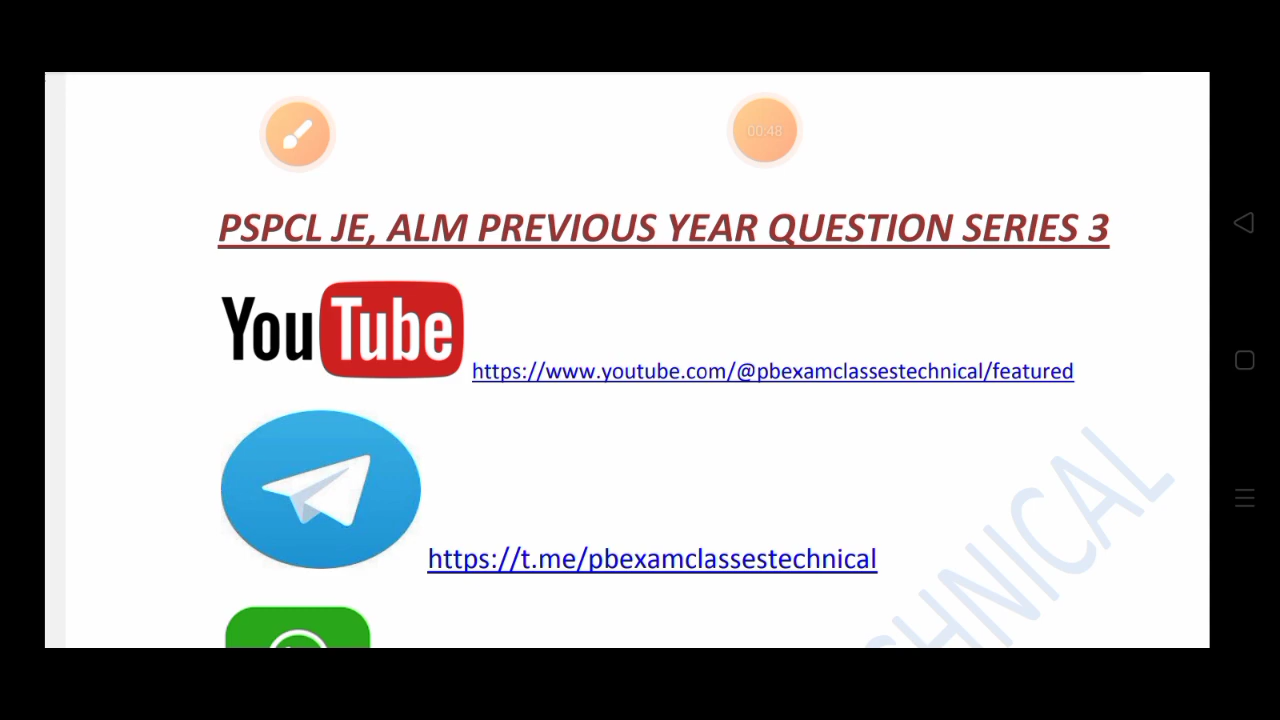 00:48
PSPCL JE, ALM PREVIOUS YEAR QUESTION SERIES 3
YouTube
https://www.youtube.com/@pbexamclassestechnical/featured
https://t.me/pbexamclassestechnical
CHNICAL